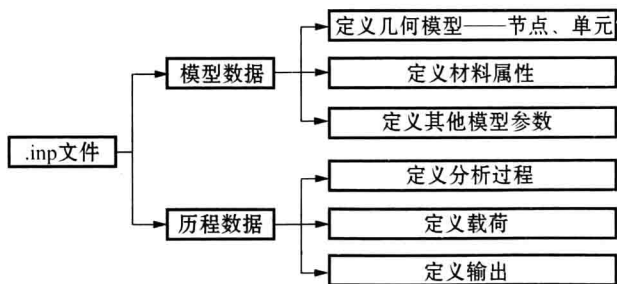 定义几何模型——节点、单元
模型数据
定义材料属性
定义其他模型参数
.inp文件
定义分析过程
历程数据
定义载荷
定义输出